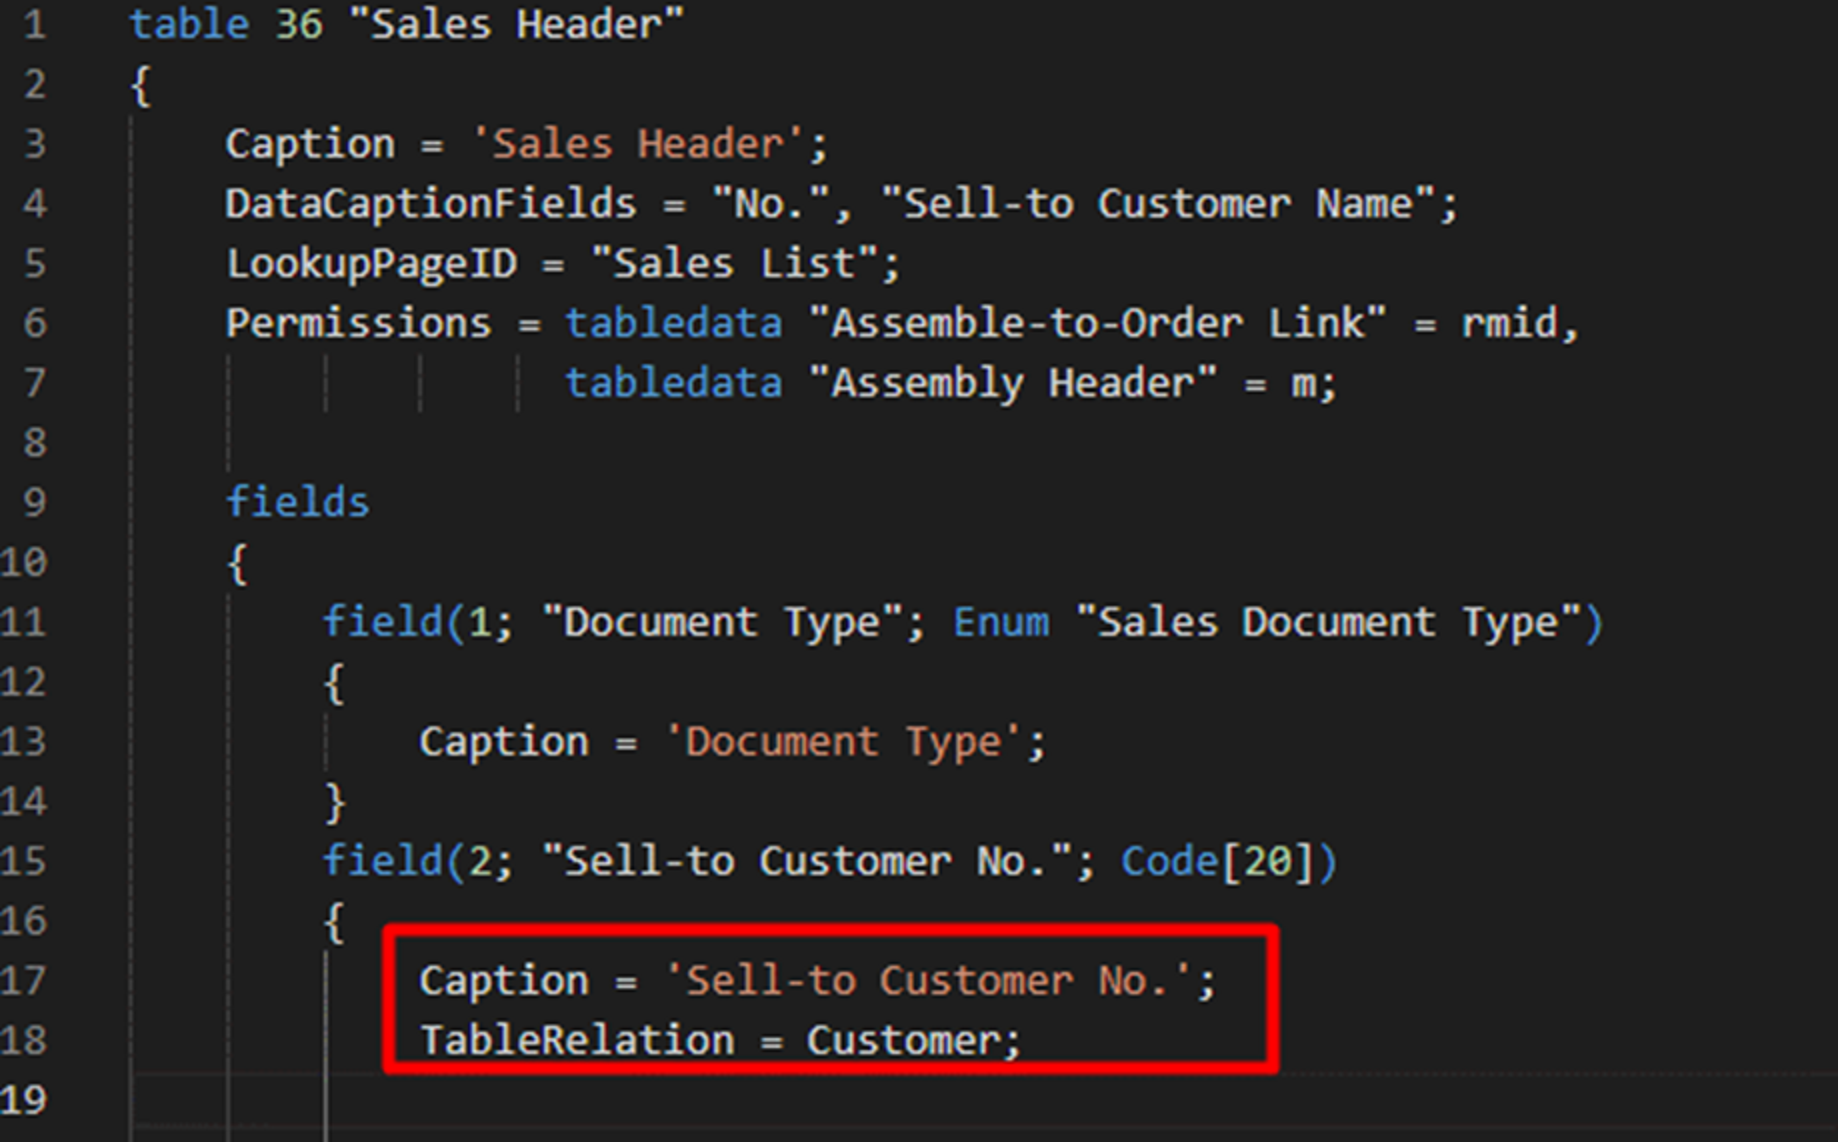 1 table 36 "Sales Header"
2 {
3 Caption = 'Sales Header';
4 DataCaptionFields = "No.", "Sell-to Customer Name";
5 LookupPageID = "Sales List";
6 Permissions = tabledata "Assemble-to-Order Link" = rmid,
7 tabledata "Assembly Header" = m;
8
9 fields
10 {
11 field(1; "Document Type"; Enum "Sales Document Type")
12 {
13 Caption = 'Document Type';
14 }
15 field(2; "Sell-to Customer No."; Code[20])
16 {
17 Caption = 'Sell-to Customer No.';
18 TableRelation = Customer;
19